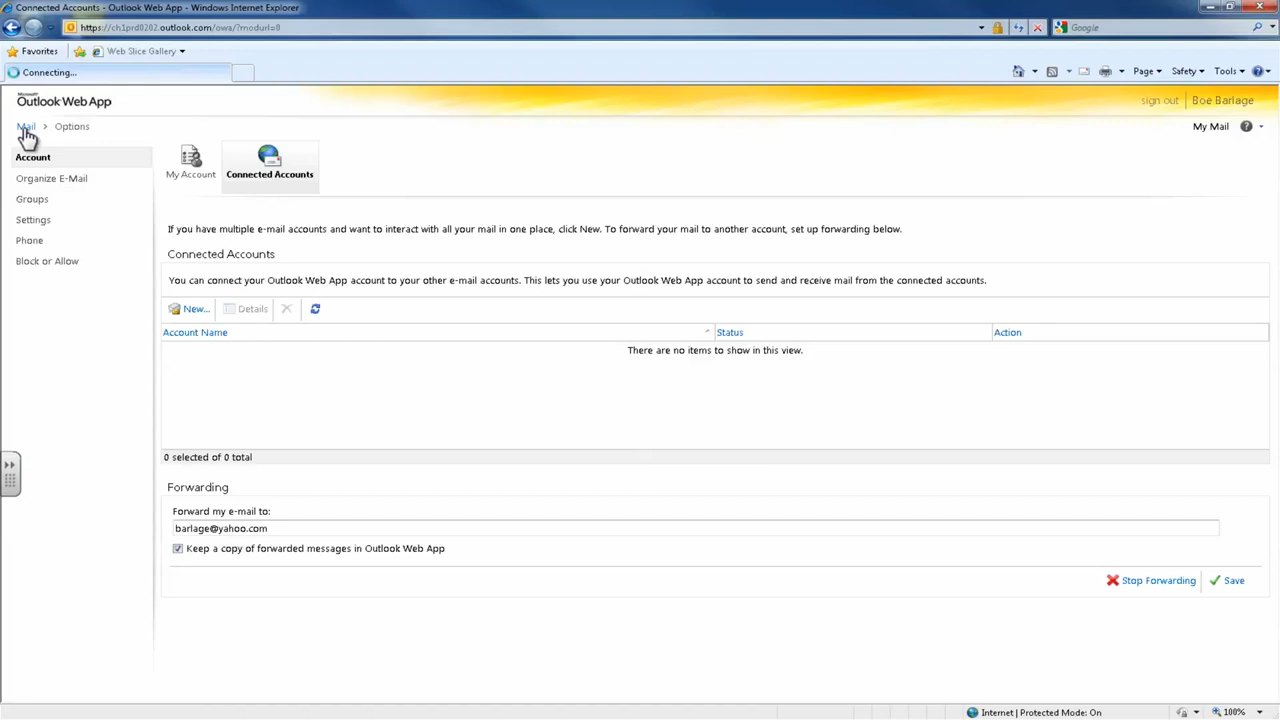 Connected Accounts - Outlook Web App - Windows Internet Explorer
https://ch1prd0202.outlook.com/owa/?modurl=0
Google
Favorites
Web Slice Gallery
Connecting...
Page
Safety
Tools
Microsoft
Outlook Web App
sign out
Boe Barlage
Mail > Options
My Mail
Account
Organize E-Mail
Groups
Settings
Phone
Block or Allow
My Account
Connected Accounts
If you have multiple e-mail accounts and want to interact with all your mail in one place, click New. To forward your mail to another account, set up forwarding below.
Connected Accounts
You can connect your Outlook Web App account to your other e-mail accounts. This lets you use your Outlook Web App account to send and receive mail from the connected accounts.
New...
Details
Account Name
Status
Action
There are no items to show in this view.
0 selected of 0 total
Forwarding
Forward my e-mail to:
barlage@yahoo.com
Keep a copy of forwarded messages in Outlook Web App
Stop Forwarding
Save
Internet | Protected Mode: On
100%